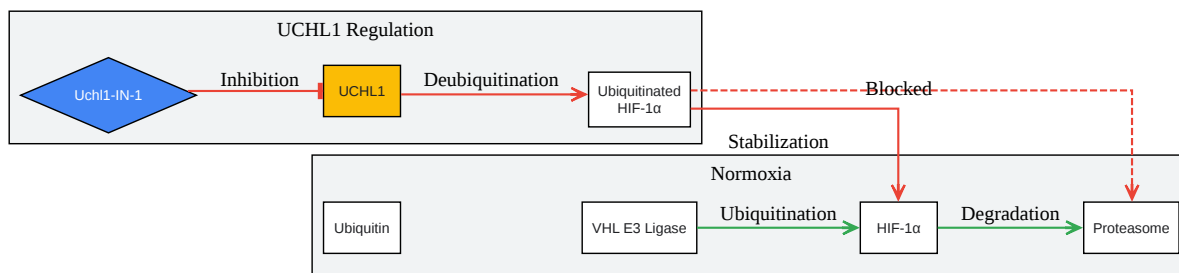 UCHL1 Regulation
Inhibition
Deubiquitination
Uchl1-IN-1
UCHL1
Ubiquitinated
HIF-1α
Blocked
Stabilization
Normoxia
Ubiquitin
VHL E3 Ligase
Ubiquitination
HIF-1α
Degradation
Proteasome